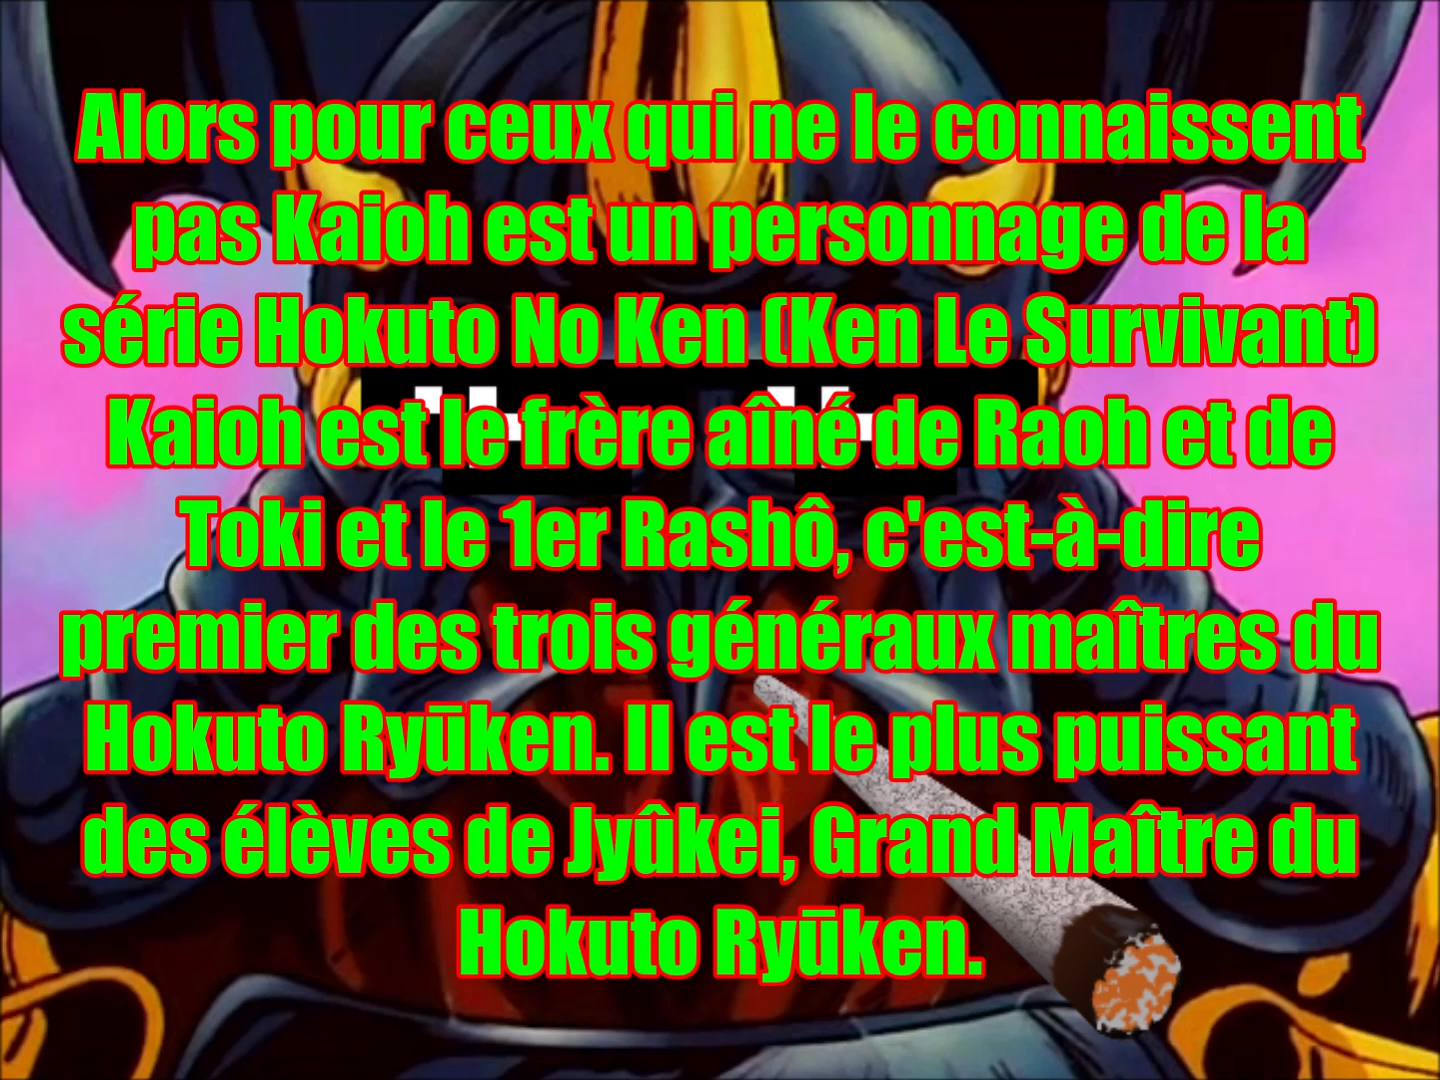 Alors pour ceux qui ne le connaissent
pas Kaioh est un personnage de la
série Hokuto No Ken (Ken Le Survivant)
Kaioh est le frère aîné de Raoh et de
Toki et le 1er Rashô, c'est-à-dire
premier des trois généraux maîtres du
Hokuto Ryūken. Il est le plus puissant
des élèves de Jyûkei, Grand Maître du
Hokuto Ryūken.